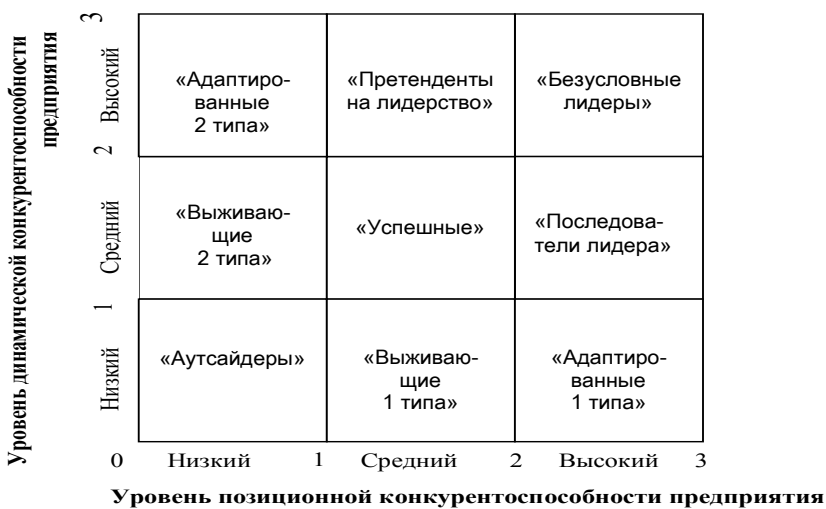 Уровень динамической конкурентоспособности
предприятия
3
Высокий
2
Средний
1
Низкий
«Адаптиро-
ванные
2 типа»
«Претенденты
на лидерство»
«Безусловные
лидеры»
«Выживаю-
щие
2 типа»
«Успешные»
«Последова-
тели лидера»
«Аутсайдеры»
«Выживаю-
щие
1 типа»
«Адаптиро-
ванные
1 типа»
0 Низкий 1 Средний 2 Высокий 3
Уровень позиционной конкурентоспособности предприятия